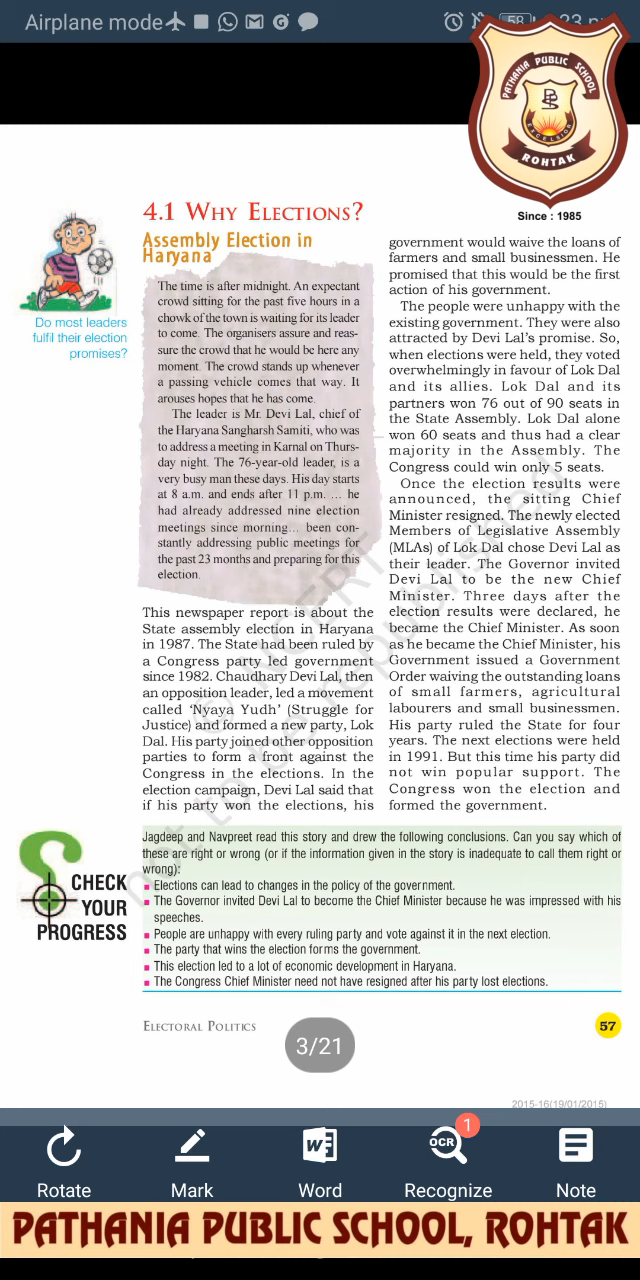 Airplane mode
58
PATHANIA PUBLIC SCHOOL
EXCELSIOR
ROHTAK
Since : 1985
4.1 WHY ELECTIONS?
Assembly Election in
Haryana
Do most leaders
fulfil their election
promises?
The time is after midnight. An expectant
crowd sitting for the past five hours in a
chowk of the town is waiting for its leader
to come. The organisers assure and reas-
sure the crowd that he would be here any
moment. The crowd stands up whenever
a passing vehicle comes that way. It
arouses hopes that he has come.
The leader is Mr. Devi Lal, chief of
the Haryana Sangharsh Samiti, who was
to address a meeting in Karnal on Thurs-
day night. The 76-year-old leader, is a
very busy man these days. His day starts
at 8 a.m. and ends after 11 p.m. … he
had already addressed nine election
meetings since morning… been con-
stantly addressing public meetings for
the past 23 months and preparing for this
election.
This newspaper report is about the
State assembly election in Haryana
in 1987. The State had been ruled by
a Congress party led government
since 1982. Chaudhary Devi Lal, then
an opposition leader, led a movement
called ‘Nyaya Yudh’ (Struggle for
Justice) and formed a new party, Lok
Dal. His party joined other opposition
parties to form a front against the
Congress in the elections. In the
election campaign, Devi Lal said that
if his party won the elections, his
government would waive the loans of
farmers and small businessmen. He
promised that this would be the first
action of his government.
The people were unhappy with the
existing government. They were also
attracted by Devi Lal’s promise. So,
when elections were held, they voted
overwhelmingly in favour of Lok Dal
and its allies. Lok Dal and its
partners won 76 out of 90 seats in
the State Assembly. Lok Dal alone
won 60 seats and thus had a clear
majority in the Assembly. The
Congress could win only 5 seats.
Once the election results were
announced, the sitting Chief
Minister resigned. The newly elected
Members of Legislative Assembly
(MLAs) of Lok Dal chose Devi Lal as
their leader. The Governor invited
Devi Lal to be the new Chief
Minister. Three days after the
election results were declared, he
became the Chief Minister. As soon
as he became the Chief Minister, his
Government issued a Government
Order waiving the outstanding loans
of small farmers, agricultural
labourers and small businessmen.
His party ruled the State for four
years. The next elections were held
in 1991. But this time his party did
not win popular support. The
Congress won the election and
formed the government.
© NCERT
not to be republished
CHECK
YOUR
PROGRESS
Jagdeep and Navpreet read this story and drew the following conclusions. Can you say which of
these are right or wrong (or if the information given in the story is inadequate to call them right or
wrong):
Elections can lead to changes in the policy of the government.
The Governor invited Devi Lal to become the Chief Minister because he was impressed with his
speeches.
People are unhappy with every ruling party and vote against it in the next election.
The party that wins the election forms the government.
This election led to a lot of economic development in Haryana.
The Congress Chief Minister need not have resigned after his party lost elections.
ELECTORAL POLITICS
3/21
57
2015-16(19/01/2015)
OCR
1
Rotate
Mark
Word
Recognize
Note
PATHANIA PUBLIC SCHOOL, ROHTAK